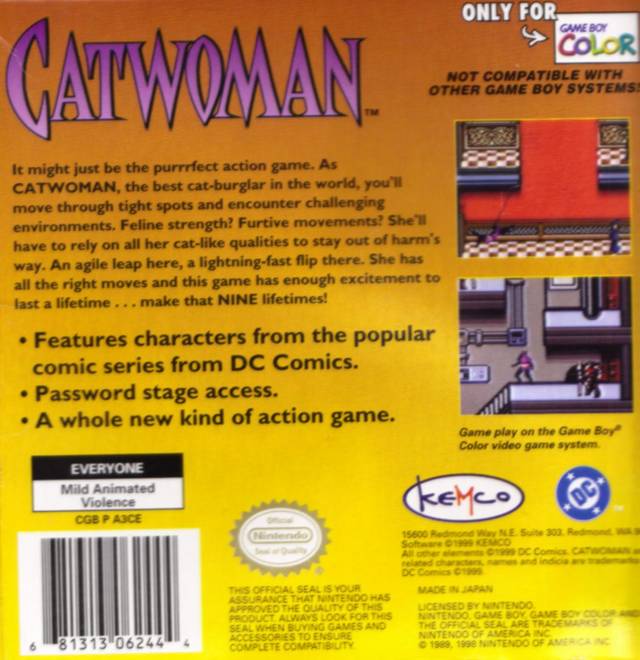 ONLY FOR
GAME BOY
COLOR
NOT COMPATIBLE WITH
OTHER GAME BOY SYSTEMS!
CATWOMAN™
It might just be the purrrfect action game. As
CATWOMAN, the best cat-burglar in the world, you'll
move through tight spots and encounter challenging
environments. Feline strength? Furtive movements? She'll
have to rely on all her cat-like qualities to stay out of harm's
way. An agile leap here, a lightning-fast flip there. She has
all the right moves and this game has enough excitement to
last a lifetime . . . make that NINE lifetimes!
• Features characters from the popular
comic series from DC Comics.
• Password stage access.
• A whole new kind of action game.
Game play on the Game Boy®
Color video game system.
EVERYONE
Mild Animated
Violence
CGB P A3CE
6 81313 06244 4
Official
Nintendo
Seal of Quality
®
THIS OFFICIAL SEAL IS YOUR
ASSURANCE THAT NINTENDO HAS
APPROVED THE QUALITY OF THIS
PRODUCT. ALWAYS LOOK FOR THIS
SEAL WHEN BUYING GAMES AND
ACCESSORIES TO ENSURE
COMPLETE COMPATIBILITY.
KEMCO
DC
™
15600 Redmond Way N.E. Suite 303, Redmond, WA
Software ©1999 KEMCO
All other elements ©1999 DC Comics. CATWOMAN
related characters, names and indicia are trademarks
DC Comics ©1999.
MADE IN JAPAN
LICENSED BY NINTENDO.
NINTENDO, GAME BOY, GAME BOY COLOR AND
THE OFFICIAL SEAL ARE TRADEMARKS OF
NINTENDO OF AMERICA INC.
© 1989, 1998 NINTENDO OF AMERICA INC.